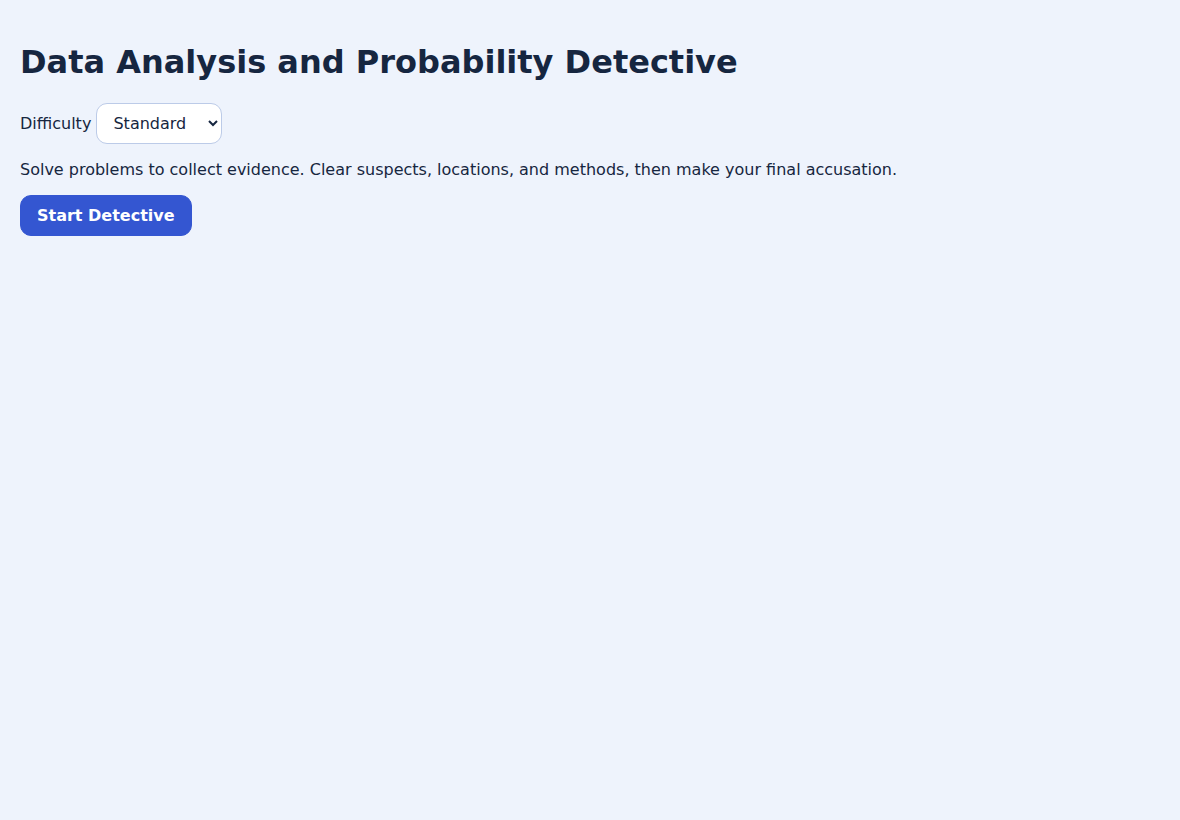 Data Analysis and Probability Detective
Difficulty Standard
Solve problems to collect evidence. Clear suspects, locations, and methods, then make your final accusation.
Start Detective